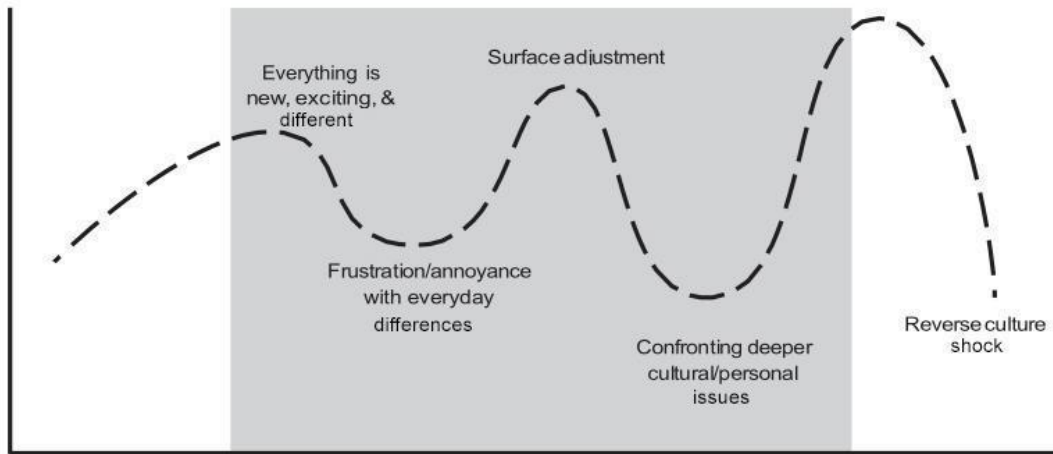 Everything is
new, exciting, &
different
Surface adjustment
Frustration/annoyance
with everyday
differences
Confronting deeper
cultural/personal
issues
Reverse culture
shock